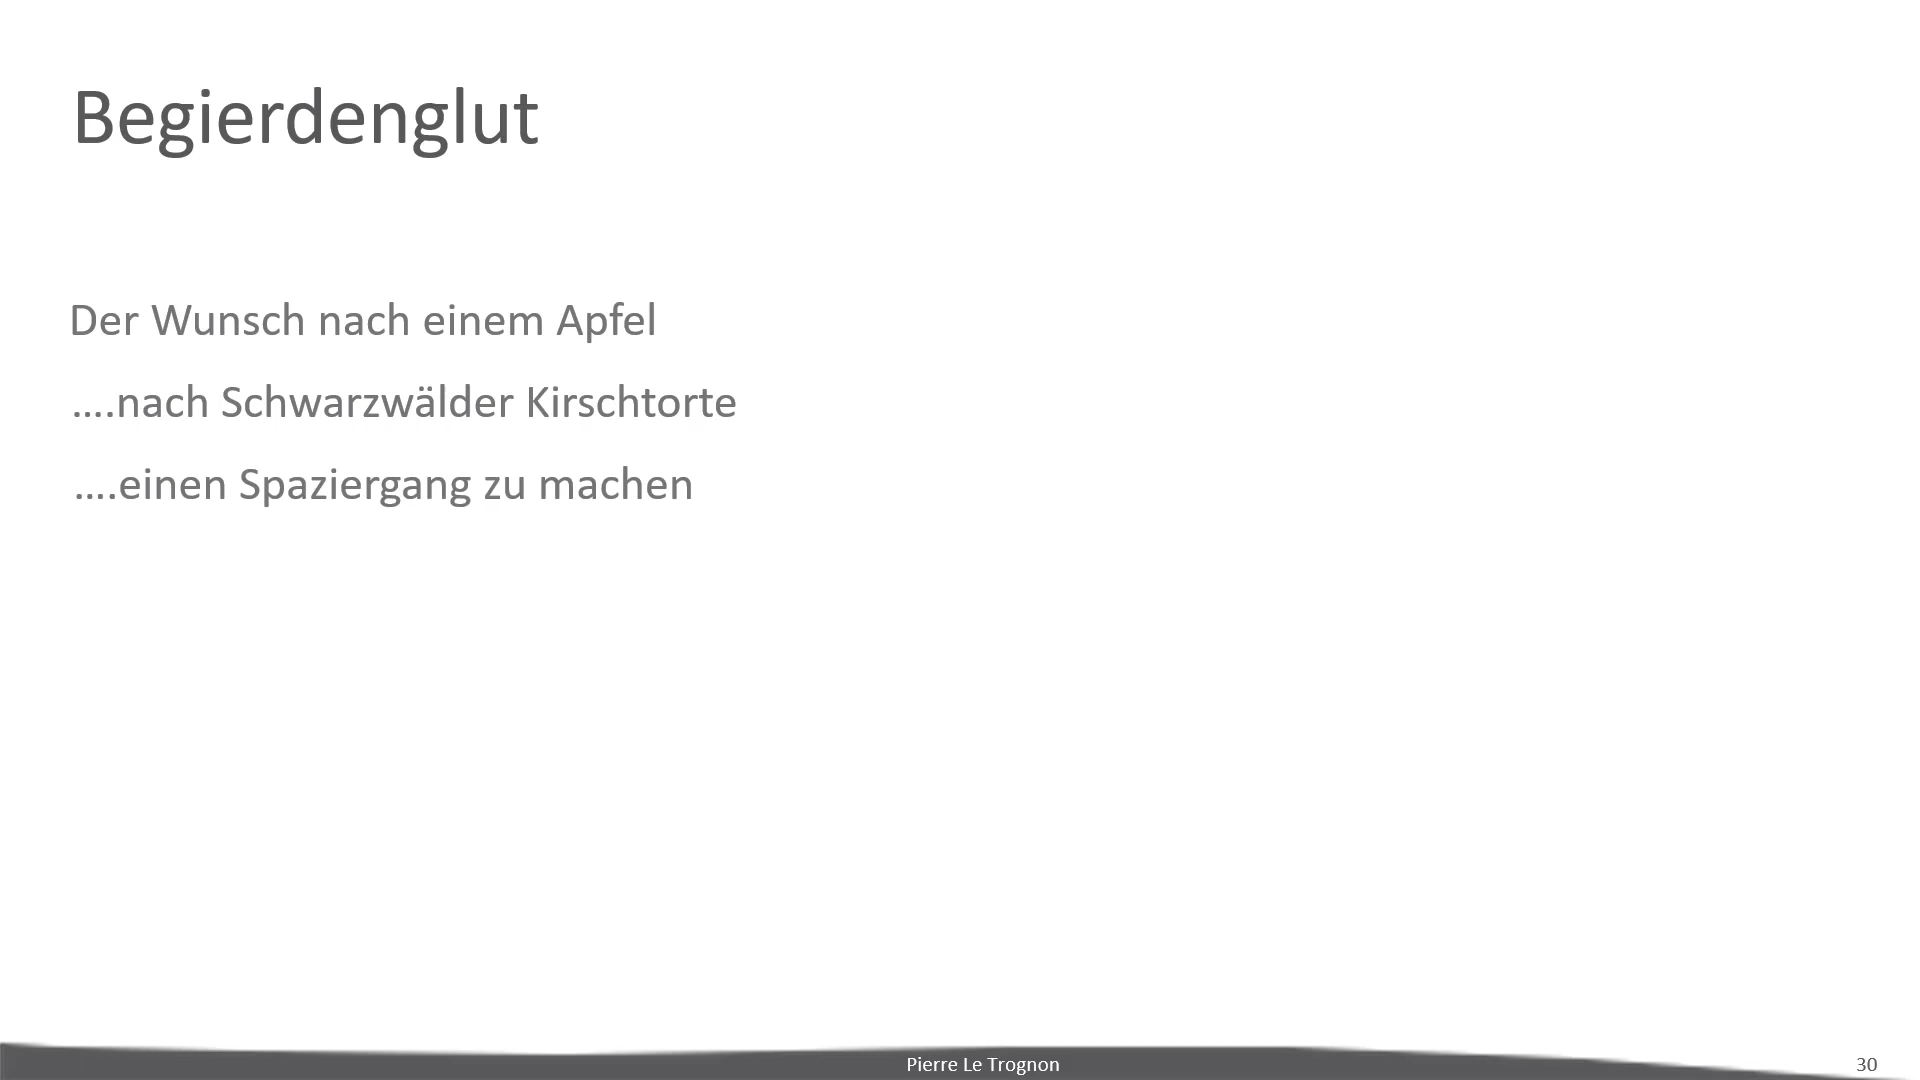 Begierdenglut
Der Wunsch nach einem Apfel
....nach Schwarzwälder Kirschtorte
....einen Spaziergang zu machen
Pierre Le Trognon
30